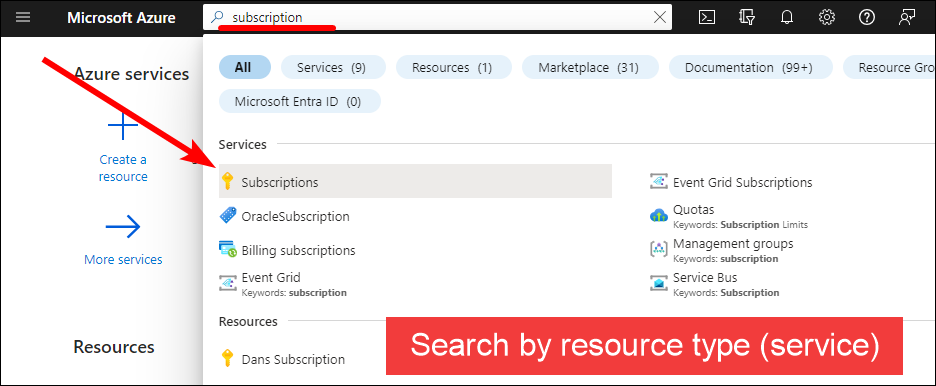 Microsoft Azure
subscription
Azure services
Create a
resource
More services
Resources
All
Services (9)
Resources (1)
Marketplace (31)
Documentation (99+)
Resource Gro
Microsoft Entra ID (0)
Services
Subscriptions
OracleSubscription
Billing subscriptions
Event Grid
Keywords: subscription
Event Grid Subscriptions
Quotas
Keywords: Subscription Limits
Management groups
Keywords: subscription
Service Bus
Keywords: Subscription
Resources
Dans Subscription
Search by resource type (service)